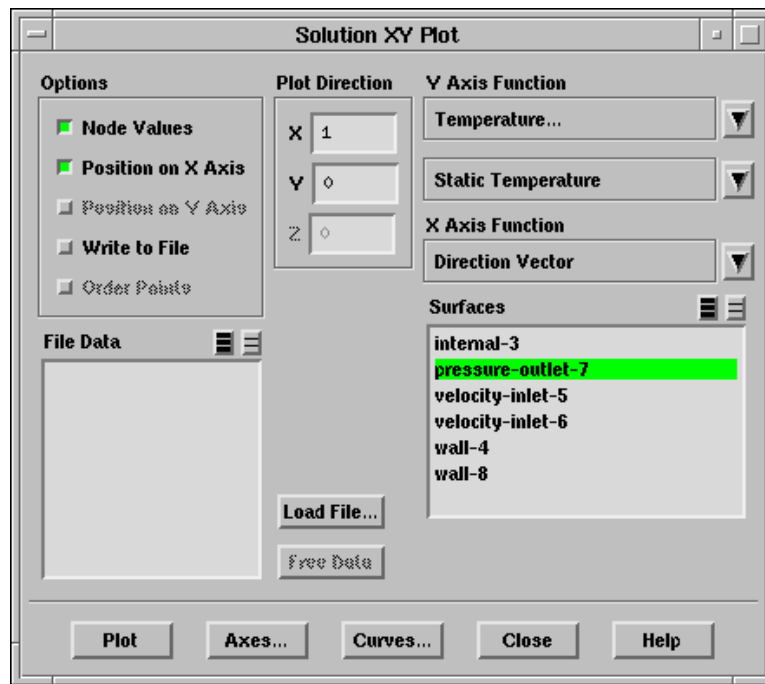 Solution XY Plot
Options
Node Values
Position on X Axis
Position on Y Axis
Write to File
Order Points
Plot Direction
X 1
Y 0
Z 0
Y Axis Function
Temperature...
Static Temperature
X Axis Function
Direction Vector
File Data
Surfaces
internal-3
pressure-outlet-7
velocity-inlet-5
velocity-inlet-6
wall-4
wall-8
Load File...
Free Data
Plot
Axes...
Curves...
Close
Help